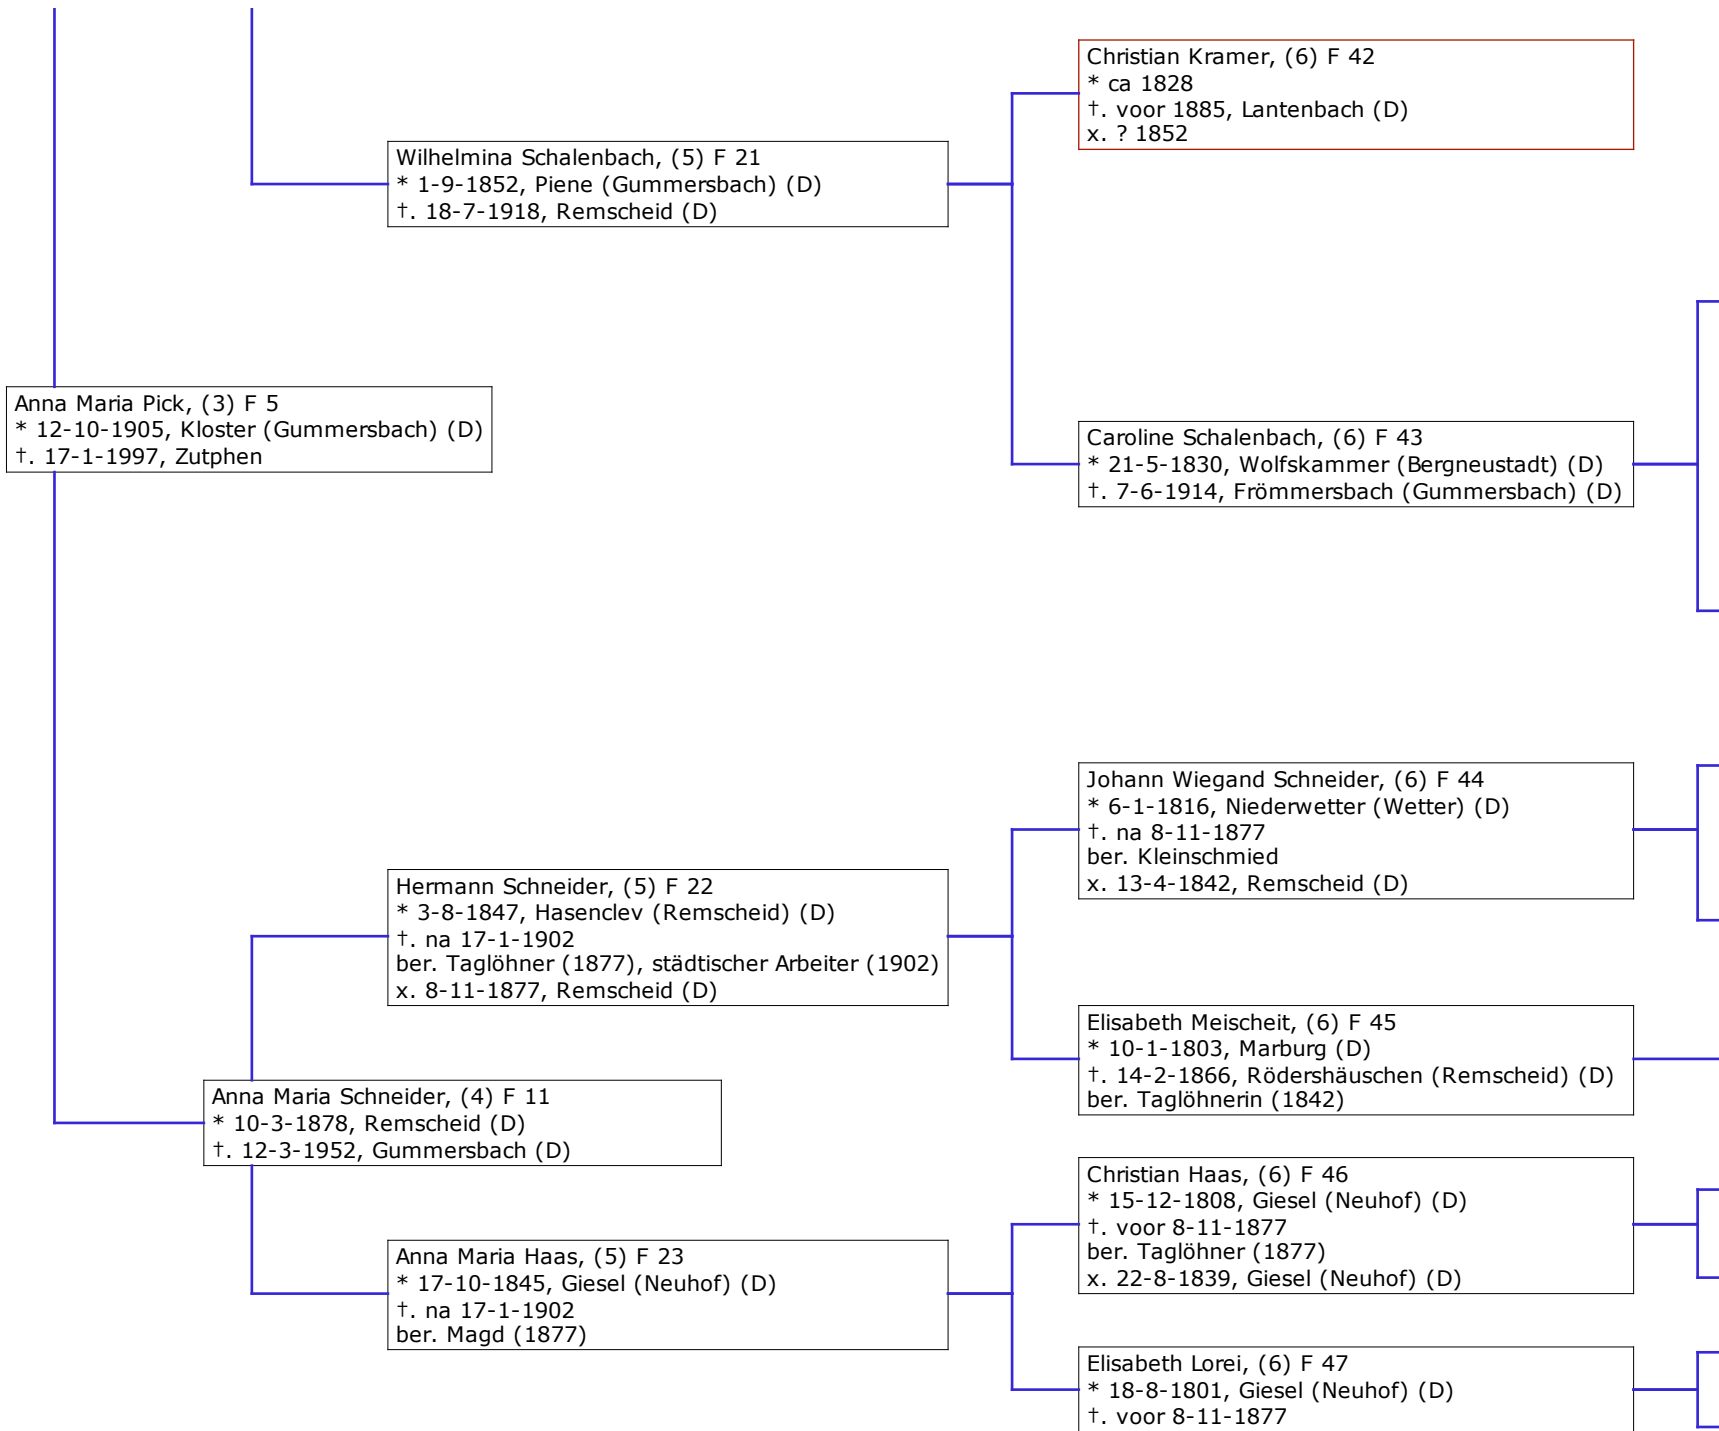 Christian Kramer, (6) F 42
* ca 1828
†. voor 1885, Lantenbach (D)
x. ? 1852
Wilhelmina Schalenbach, (5) F 21
* 1-9-1852, Piene (Gummersbach) (D)
†. 18-7-1918, Remscheid (D)
Anna Maria Pick, (3) F 5
* 12-10-1905, Kloster (Gummersbach) (D)
†. 17-1-1997, Zutphen
Caroline Schalenbach, (6) F 43
* 21-5-1830, Wolfskammer (Bergneustadt) (D)
†. 7-6-1914, Frömmersbach (Gummersbach) (D)
Johann Wiegand Schneider, (6) F 44
* 6-1-1816, Niederwetter (Wetter) (D)
†. na 8-11-1877
ber. Kleinschmied
x. 13-4-1842, Remscheid (D)
Hermann Schneider, (5) F 22
* 3-8-1847, Hasenclev (Remscheid) (D)
†. na 17-1-1902
ber. Taglöhner (1877), städtischer Arbeiter (1902)
x. 8-11-1877, Remscheid (D)
Elisabeth Meischeit, (6) F 45
* 10-1-1803, Marburg (D)
†. 14-2-1866, Rödershäuschen (Remscheid) (D)
ber. Taglöhnerin (1842)
Anna Maria Schneider, (4) F 11
* 10-3-1878, Remscheid (D)
†. 12-3-1952, Gummersbach (D)
Christian Haas, (6) F 46
* 15-12-1808, Giesel (Neuhof) (D)
†. voor 8-11-1877
ber. Taglöhner (1877)
x. 22-8-1839, Giesel (Neuhof) (D)
Anna Maria Haas, (5) F 23
* 17-10-1845, Giesel (Neuhof) (D)
†. na 17-1-1902
ber. Magd (1877)
Elisabeth Lorei, (6) F 47
* 18-8-1801, Giesel (Neuhof) (D)
†. voor 8-11-1877